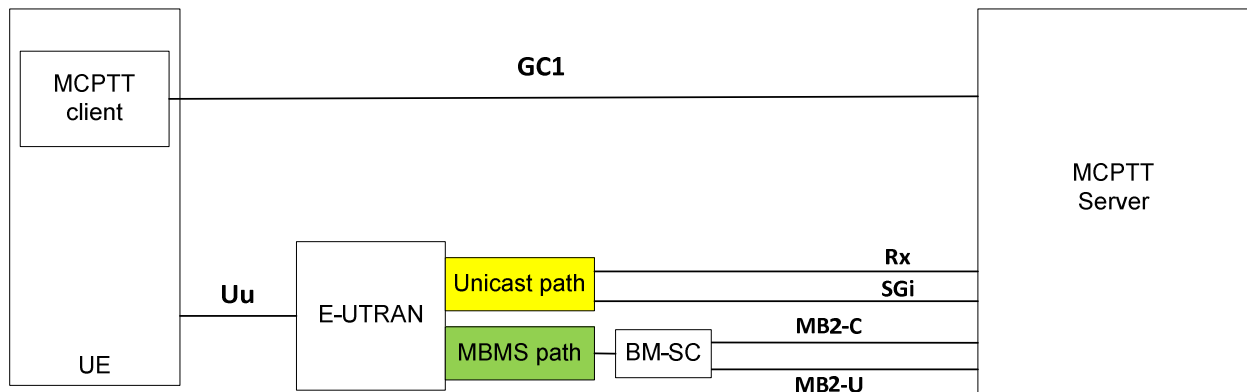 GC1
MCPTT
client
MCPTT
Server
Rx
Unicast path
SGi
Uu
E-UTRAN
MB2-C
UE
MBMS path
BM-SC
MB2-U